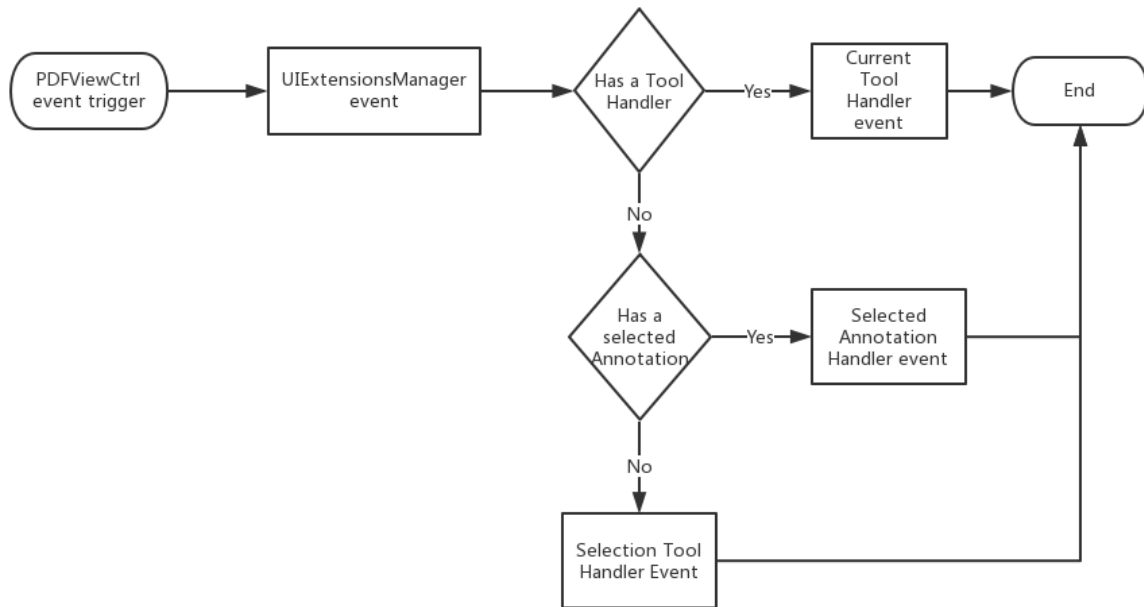 PDFViewCtrl
event trigger
UIExtensionsManager
event
Has a Tool
Handler
Yes
Current
Tool
Handler
event
End
No
Has a
selected
Annotation
Yes
Selected
Annotation
Handler event
No
Selection Tool
Handler Event